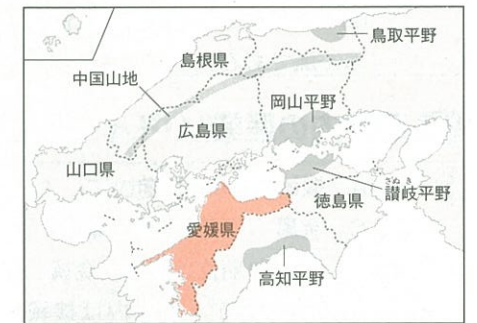 鳥取平野
島根県
中国山地
岡山平野
広島県
山口県
さぬき
讃岐平野
徳島県
愛媛県
高知平野